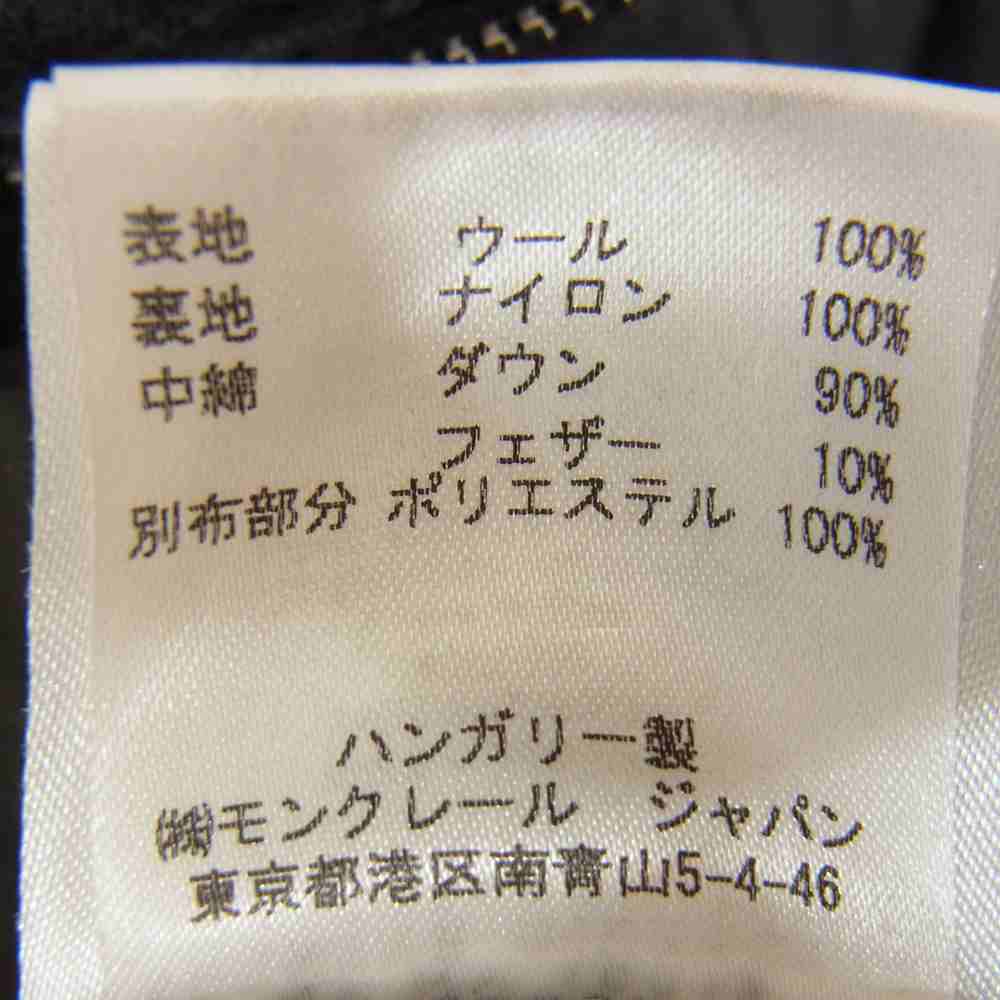 表地 ウール 100%
裏地 ナイロン 100%
中綿 ダウン 90%
フェザー 10%
別布部分 ポリエステル 100%
ハンガリー製
㈱モンクレール ジャパン
東京都港区南青山5-4-46